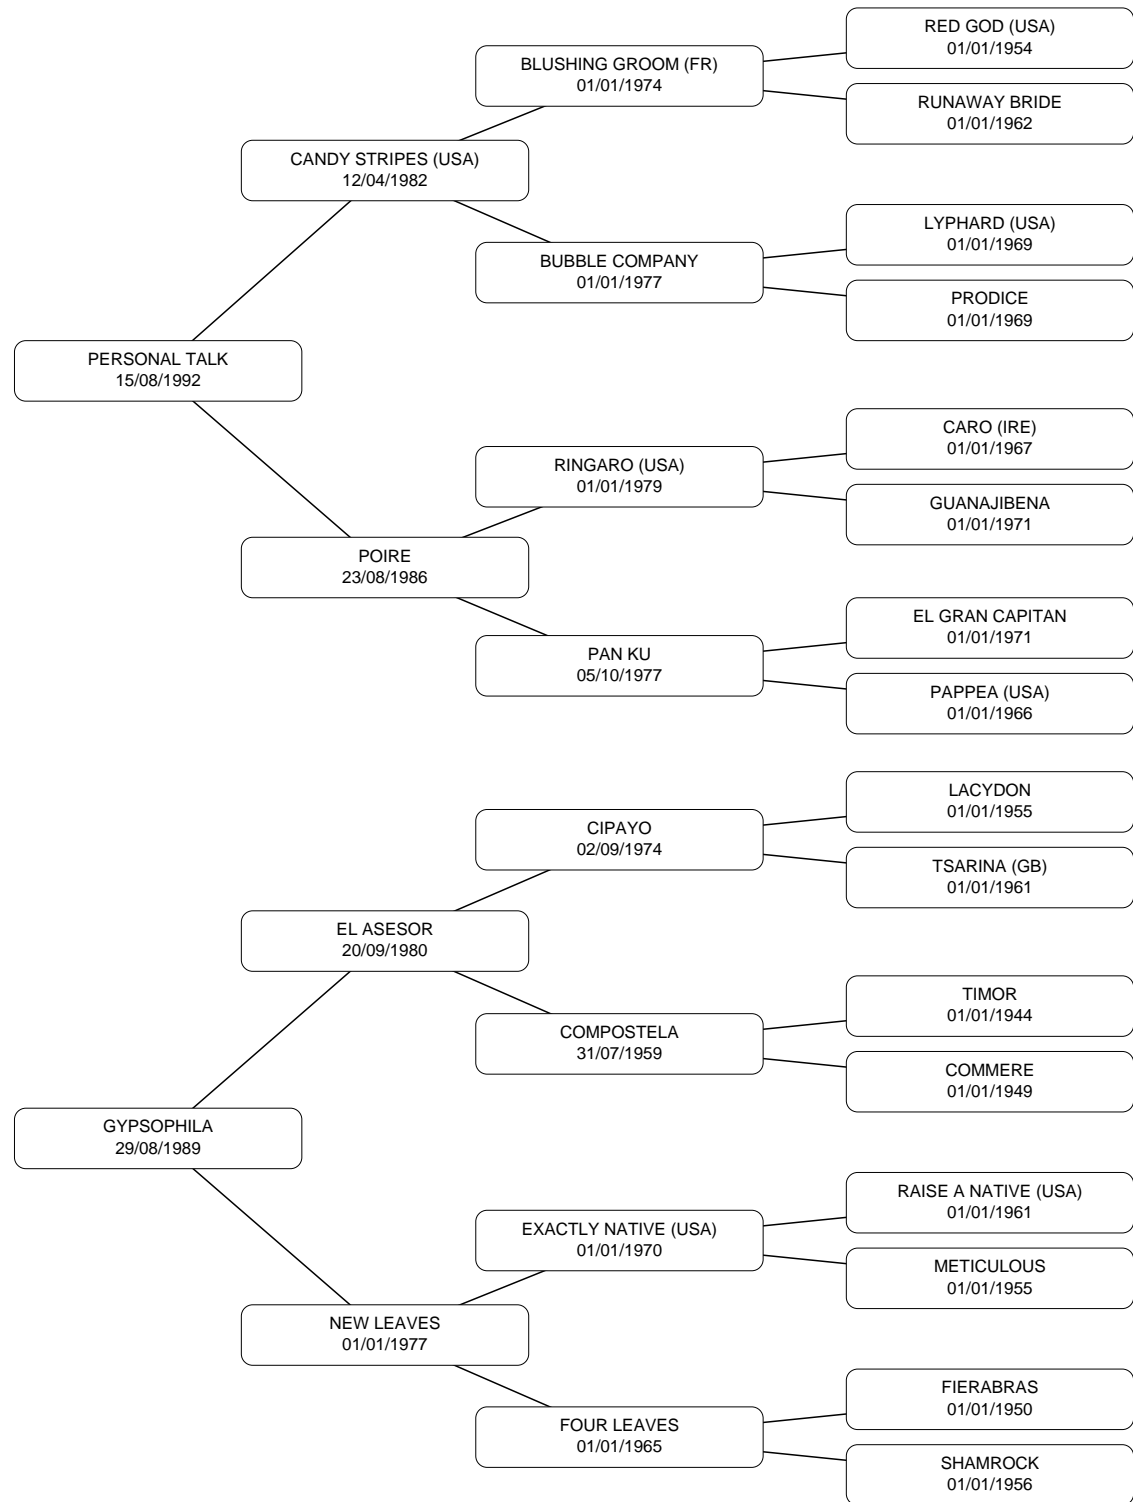 RED GOD (USA)
01/01/1954
BLUSHING GROOM (FR)
01/01/1974
RUNAWAY BRIDE
01/01/1962
CANDY STRIPES (USA)
12/04/1982
LYPHARD (USA)
01/01/1969
BUBBLE COMPANY
01/01/1977
PRODICE
01/01/1969
PERSONAL TALK
15/08/1992
CARO (IRE)
01/01/1967
RINGARO (USA)
01/01/1979
GUANAJIBENA
01/01/1971
POIRE
23/08/1986
EL GRAN CAPITAN
01/01/1971
PAN KU
05/10/1977
PAPPEA (USA)
01/01/1966
LACYDON
01/01/1955
CIPAYO
02/09/1974
TSARINA (GB)
01/01/1961
EL ASESOR
20/09/1980
TIMOR
01/01/1944
COMPOSTELA
31/07/1959
COMMERE
01/01/1949
GYPSOPHILA
29/08/1989
RAISE A NATIVE (USA)
01/01/1961
EXACTLY NATIVE (USA)
01/01/1970
METICULOUS
01/01/1955
NEW LEAVES
01/01/1977
FIERABRAS
01/01/1950
FOUR LEAVES
01/01/1965
SHAMROCK
01/01/1956